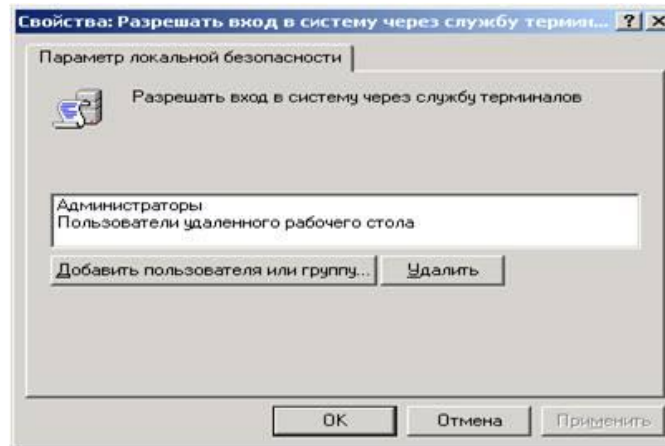 Свойства: Разрешать вход в систему через службу термин...
Параметр локальной безопасности
Разрешать вход в систему через службу терминалов
Администраторы
Пользователи удаленного рабочего стола
Добавить пользователя или группу... Удалить
OK Отмена Применить